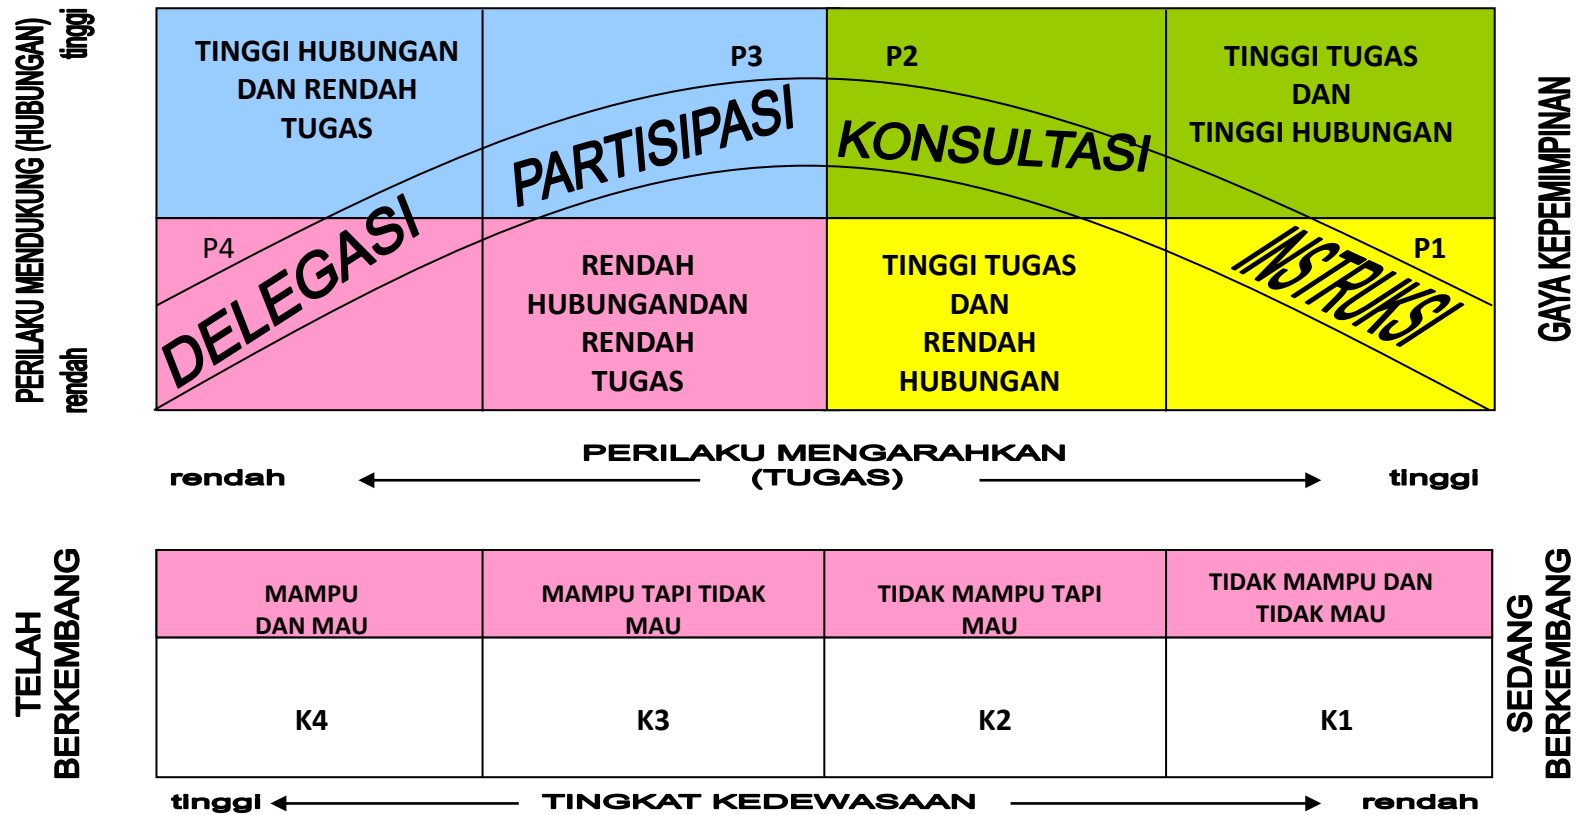 PERILAKU MENDUKUNG (HUBUNGAN)
tinggi
rendah
TINGGI HUBUNGAN
DAN RENDAH
TUGAS
P3
P2
TINGGI TUGAS
DAN
TINGGI HUBUNGAN
DELEGASI
PARTISIPASI
KONSULTASI
INSTRUKSI
P4
RENDAH
HUBUNGANDAN
RENDAH
TUGAS
TINGGI TUGAS
DAN
RENDAH
HUBUNGAN
P1
GAYA KEPEMIMPINAN
PERILAKU MENGARAHKAN
(TUGAS)
rendah
tinggi
TELAH
BERKEMBANG
MAMPU
DAN MAU
MAMPU TAPI TIDAK
MAU
TIDAK MAMPU TAPI
MAU
TIDAK MAMPU DAN
TIDAK MAU
K4
K3
K2
K1
SEDANG
BERKEMBANG
tinggi
TINGKAT KEDEWASAAN
rendah